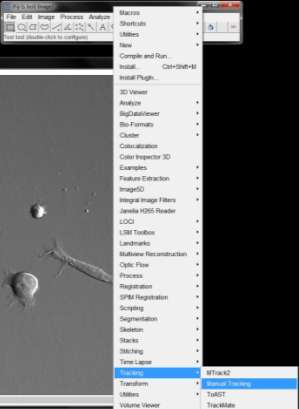 (Fiji Is Just) ImageJ
File Edit Image Process Analyze
Text tool (double-click to configure)
Macros
Shortcuts
Utilities
New
Compile and Run...
Install... Ctrl+Shift+M
Install Plugin...
3D Viewer
Analyze
BigDataViewer
Bio-Formats
Cluster
Colocalization
Color Inspector 3D
Examples
Feature Extraction
Image5D
Integral Image Filters
Janelia H265 Reader
LOCI
LSM Toolbox
Landmarks
Multiview Reconstruction
Optic Flow
Process
Registration
SPIM Registration
Scripting
Segmentation
Skeleton
Stacks
Stitching
Time Lapse
Tracking
Transform
Utilities
Volume Viewer
MTrack2
Manual Tracking
ToAST
TrackMate